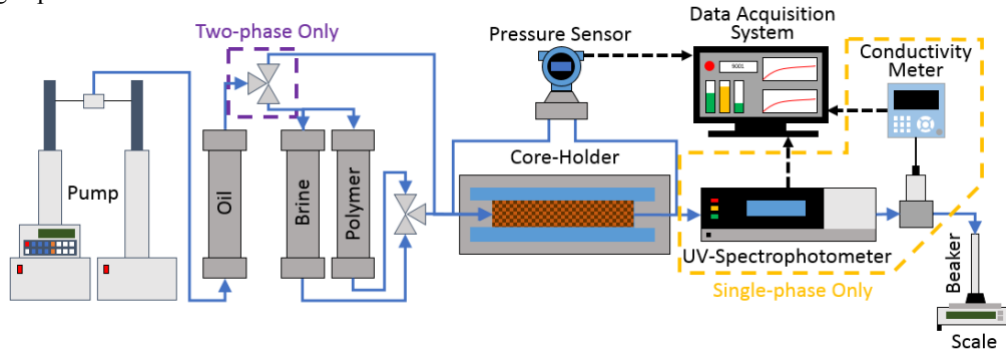 Two-phase Only
Pressure Sensor
Data Acquisition
System
Conductivity
Meter
Pump
Oil
Brine
Polymer
Core-Holder
UV-Spectrophotometer
Single-phase Only
Beaker
Scale